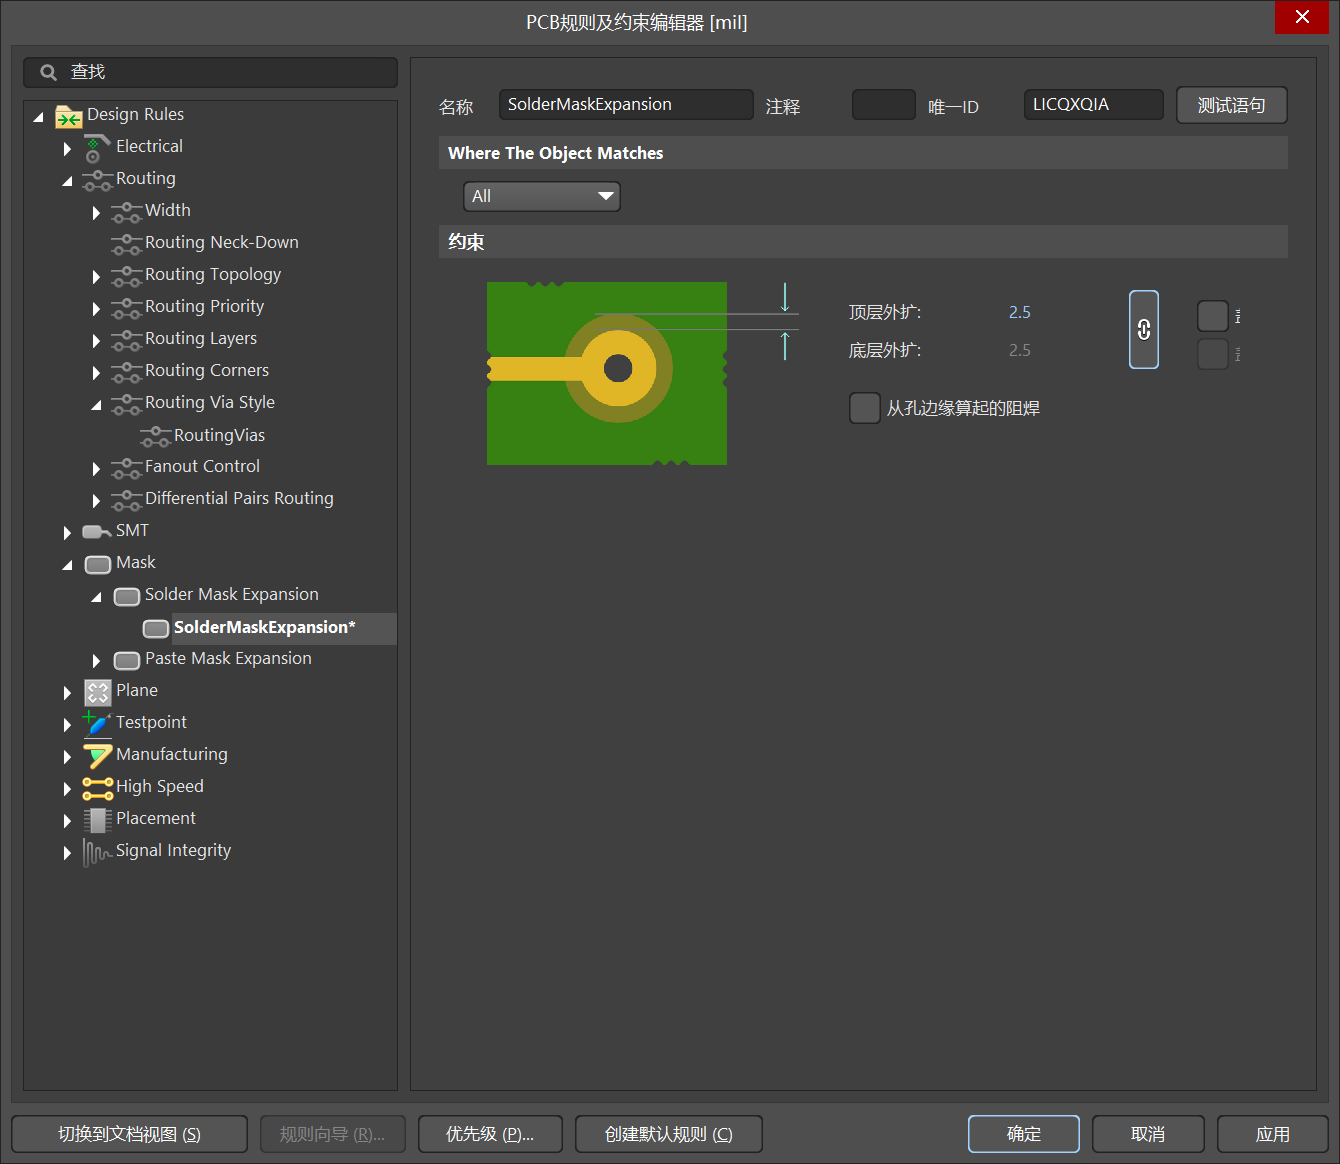 PCB规则及约束编辑器 [mil]
查找
Design Rules
Electrical
Routing
Width
Routing Neck-Down
Routing Topology
Routing Priority
Routing Layers
Routing Corners
Routing Via Style
RoutingVias
Fanout Control
Differential Pairs Routing
SMT
Mask
Solder Mask Expansion
SolderMaskExpansion*
Paste Mask Expansion
Plane
Testpoint
Manufacturing
High Speed
Placement
Signal Integrity
名称 SolderMaskExpansion 注释 唯一ID LICQXQIA 测试语句
Where The Object Matches
All
约束
顶层外扩: 2.5
底层外扩: 2.5
从孔边缘算起的阻焊
切换到文档视图 (S) 规则向导 (R)... 优先级 (P)... 创建默认规则 (C) 确定 取消 应用